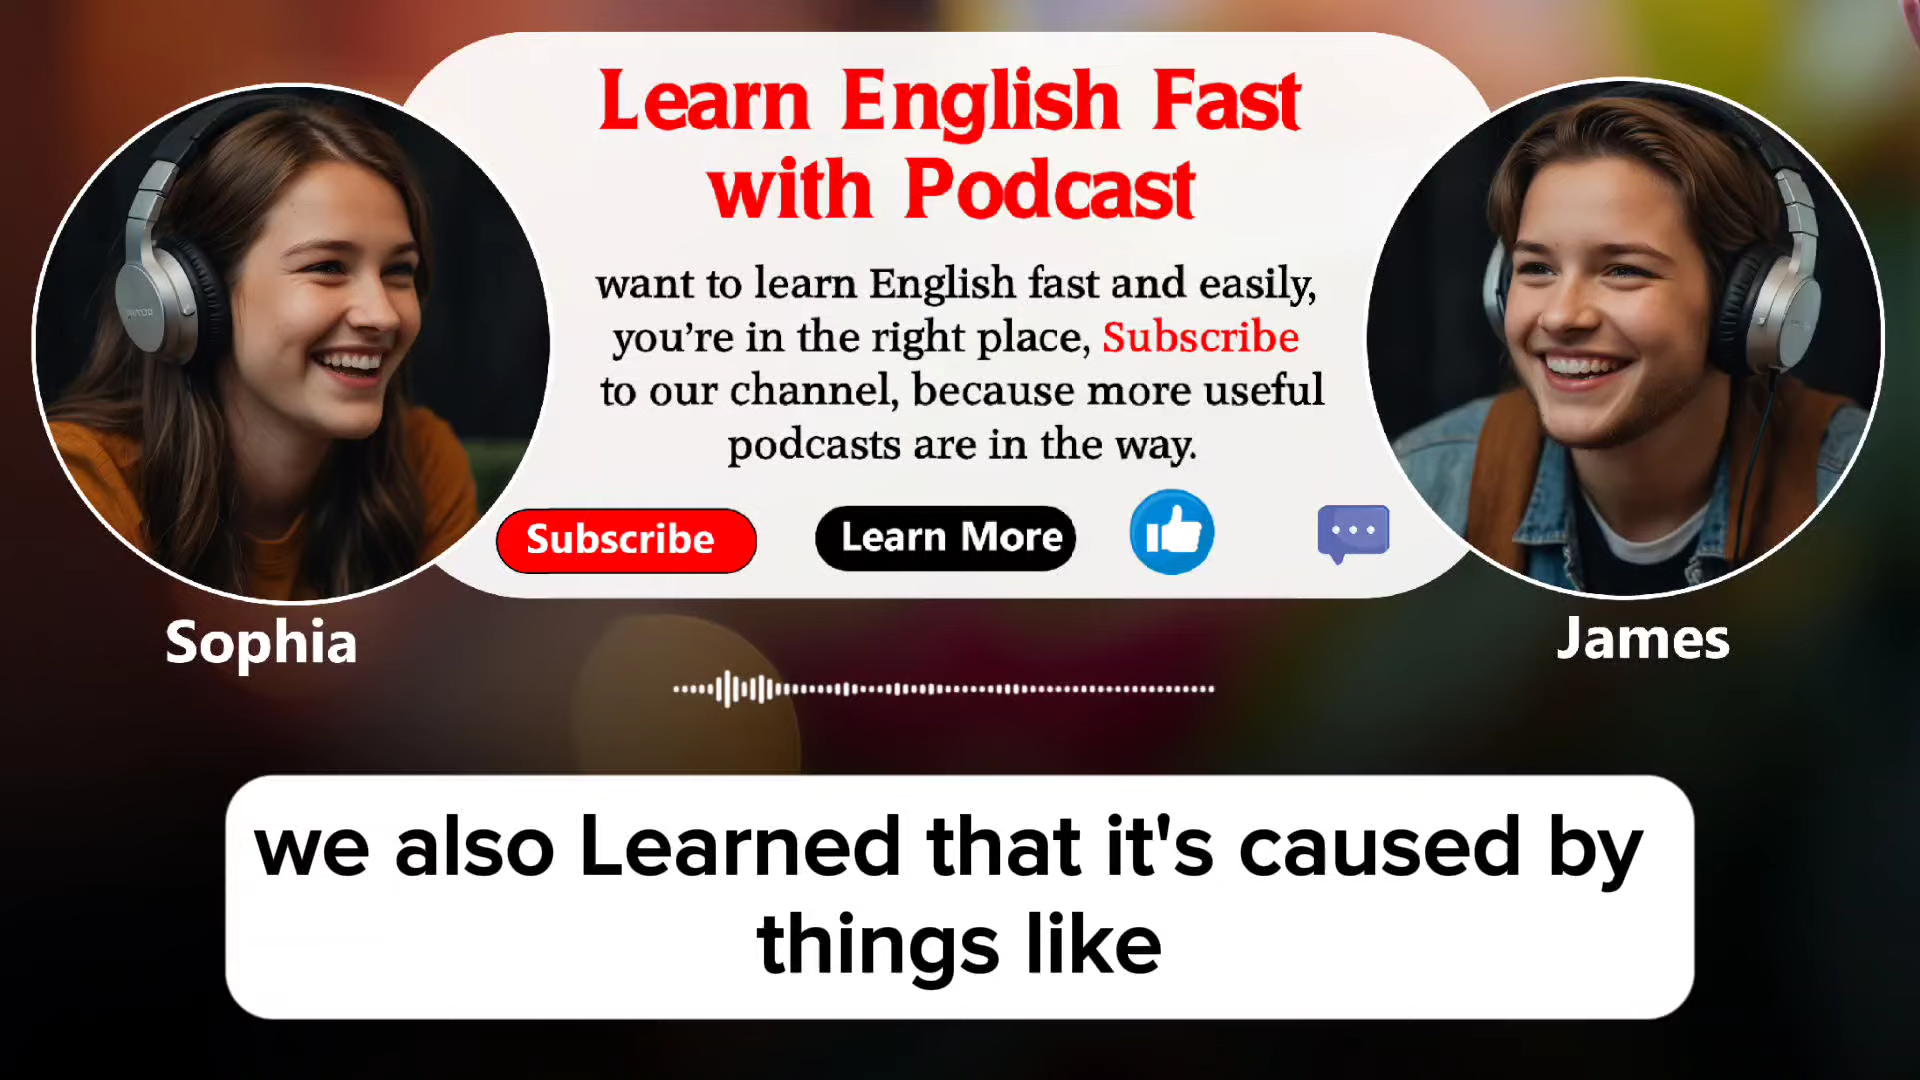 Learn English Fast
with Podcast
want to learn English fast and easily,
you’re in the right place, Subscribe
to our channel, because more useful
podcasts are in the way.
Subscribe
Learn More
Sophia
James
we also Learned that it's caused by
things like